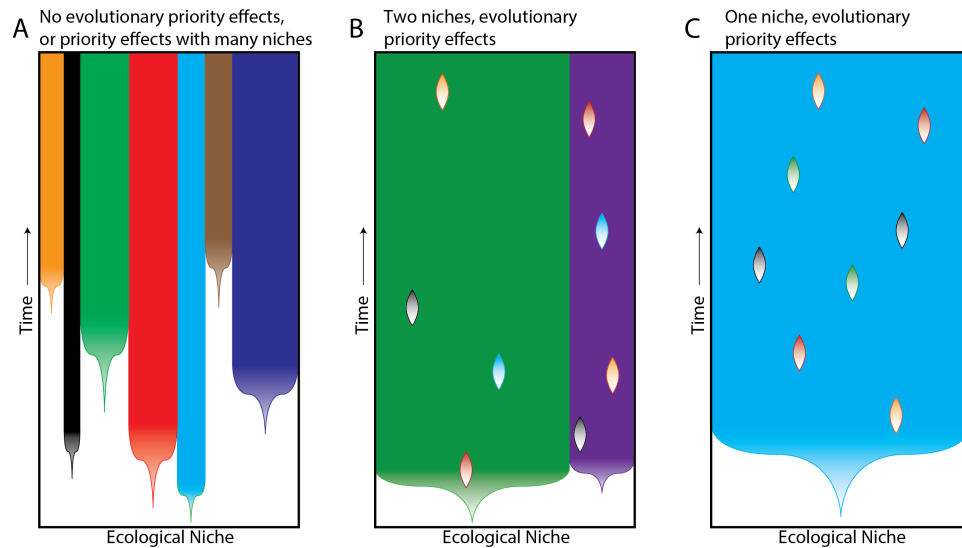 A
No evolutionary priority effects,
or priority effects with many niches
Time
Ecological Niche
B
Two niches, evolutionary
priority effects
Time
Ecological Niche
C
One niche, evolutionary
priority effects
Time
Ecological Niche